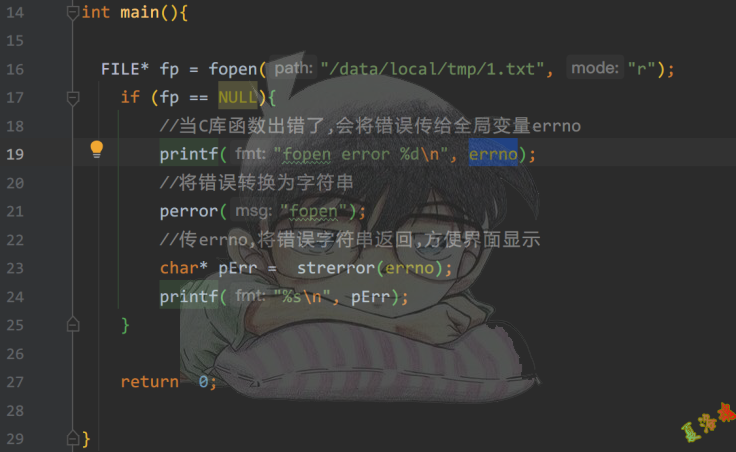 14 int main(){
15
16 FILE* fp = fopen( path: "/data/local/tmp/1.txt", mode: "r");
17 if (fp == NULL){
18 //当C库函数出错了,会将错误传给全局变量errno
19 printf( fmt: "fopen error %d\n", errno);
20 //将错误转换为字符串
21 perror( msg: "fopen");
22 //传errno,将错误字符串返回,方便界面显示
23 char* pErr = strerror(errno);
24 printf( fmt: "%s\n", pErr);
25 }
26
27 return 0;
28
29 }